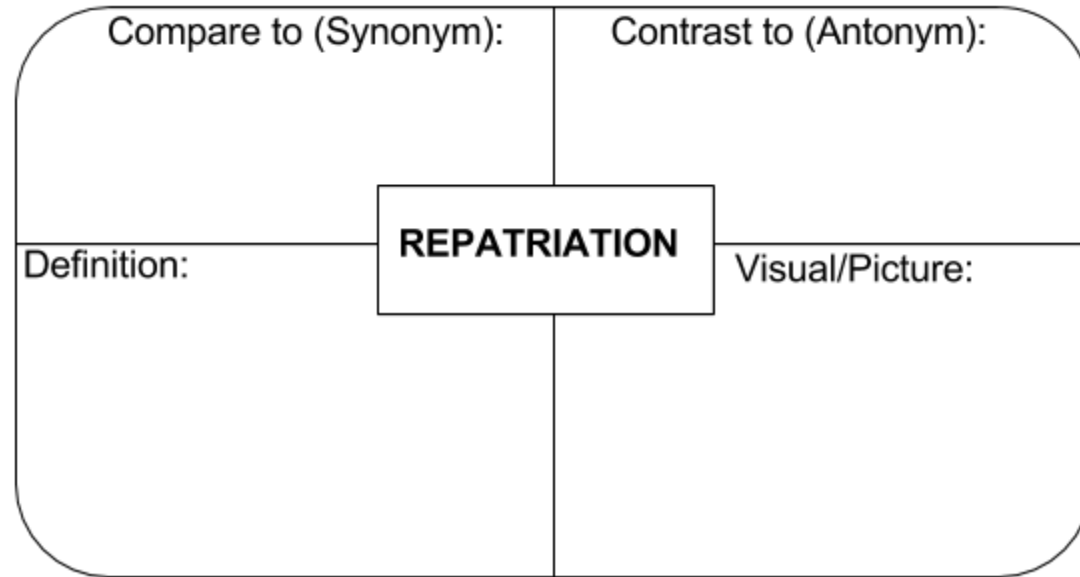 Compare to (Synonym):
Contrast to (Antonym):
REPATRIATION
Definition:
Visual/Picture: